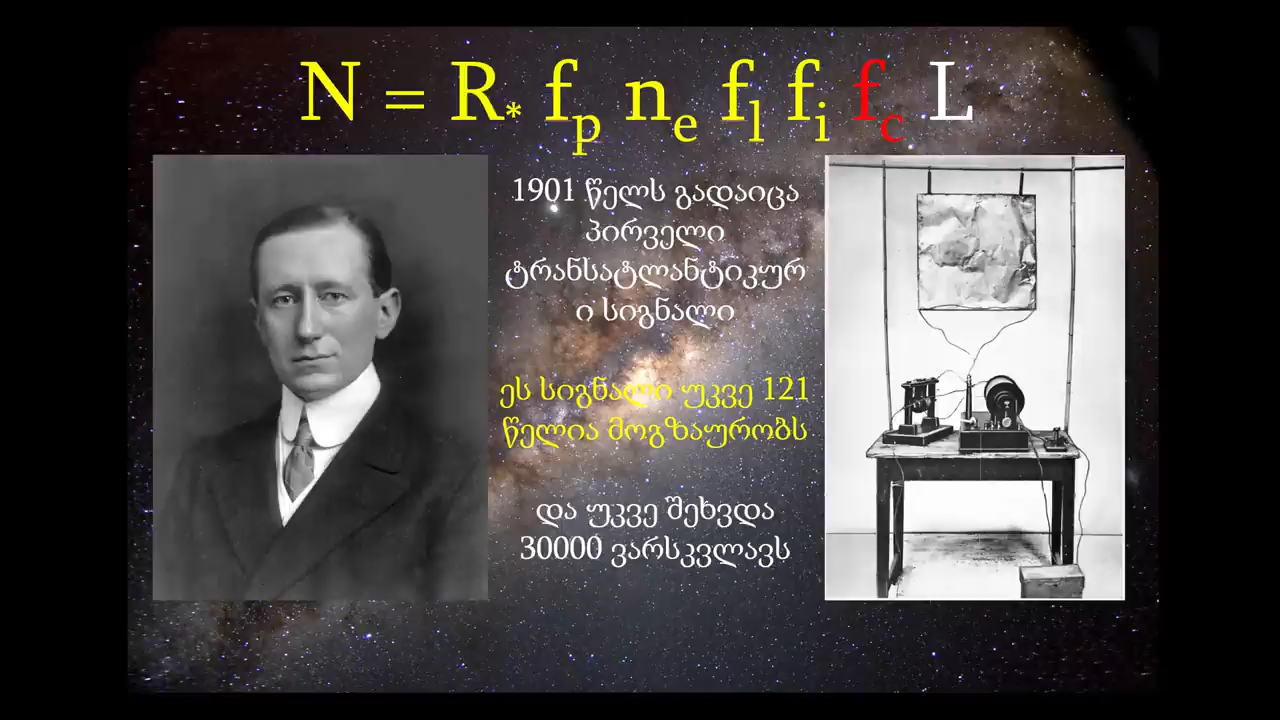 N = R* fp ne fl fi fc L
1901 წელს გადაიცა
პირველი
ტრანსატლანტიკურ
ი სიგნალი
ეს სიგნალი უკვე 121
წელია მოგზაურობს
და უკვე შეხვდა
30000 ვარსკვლავს